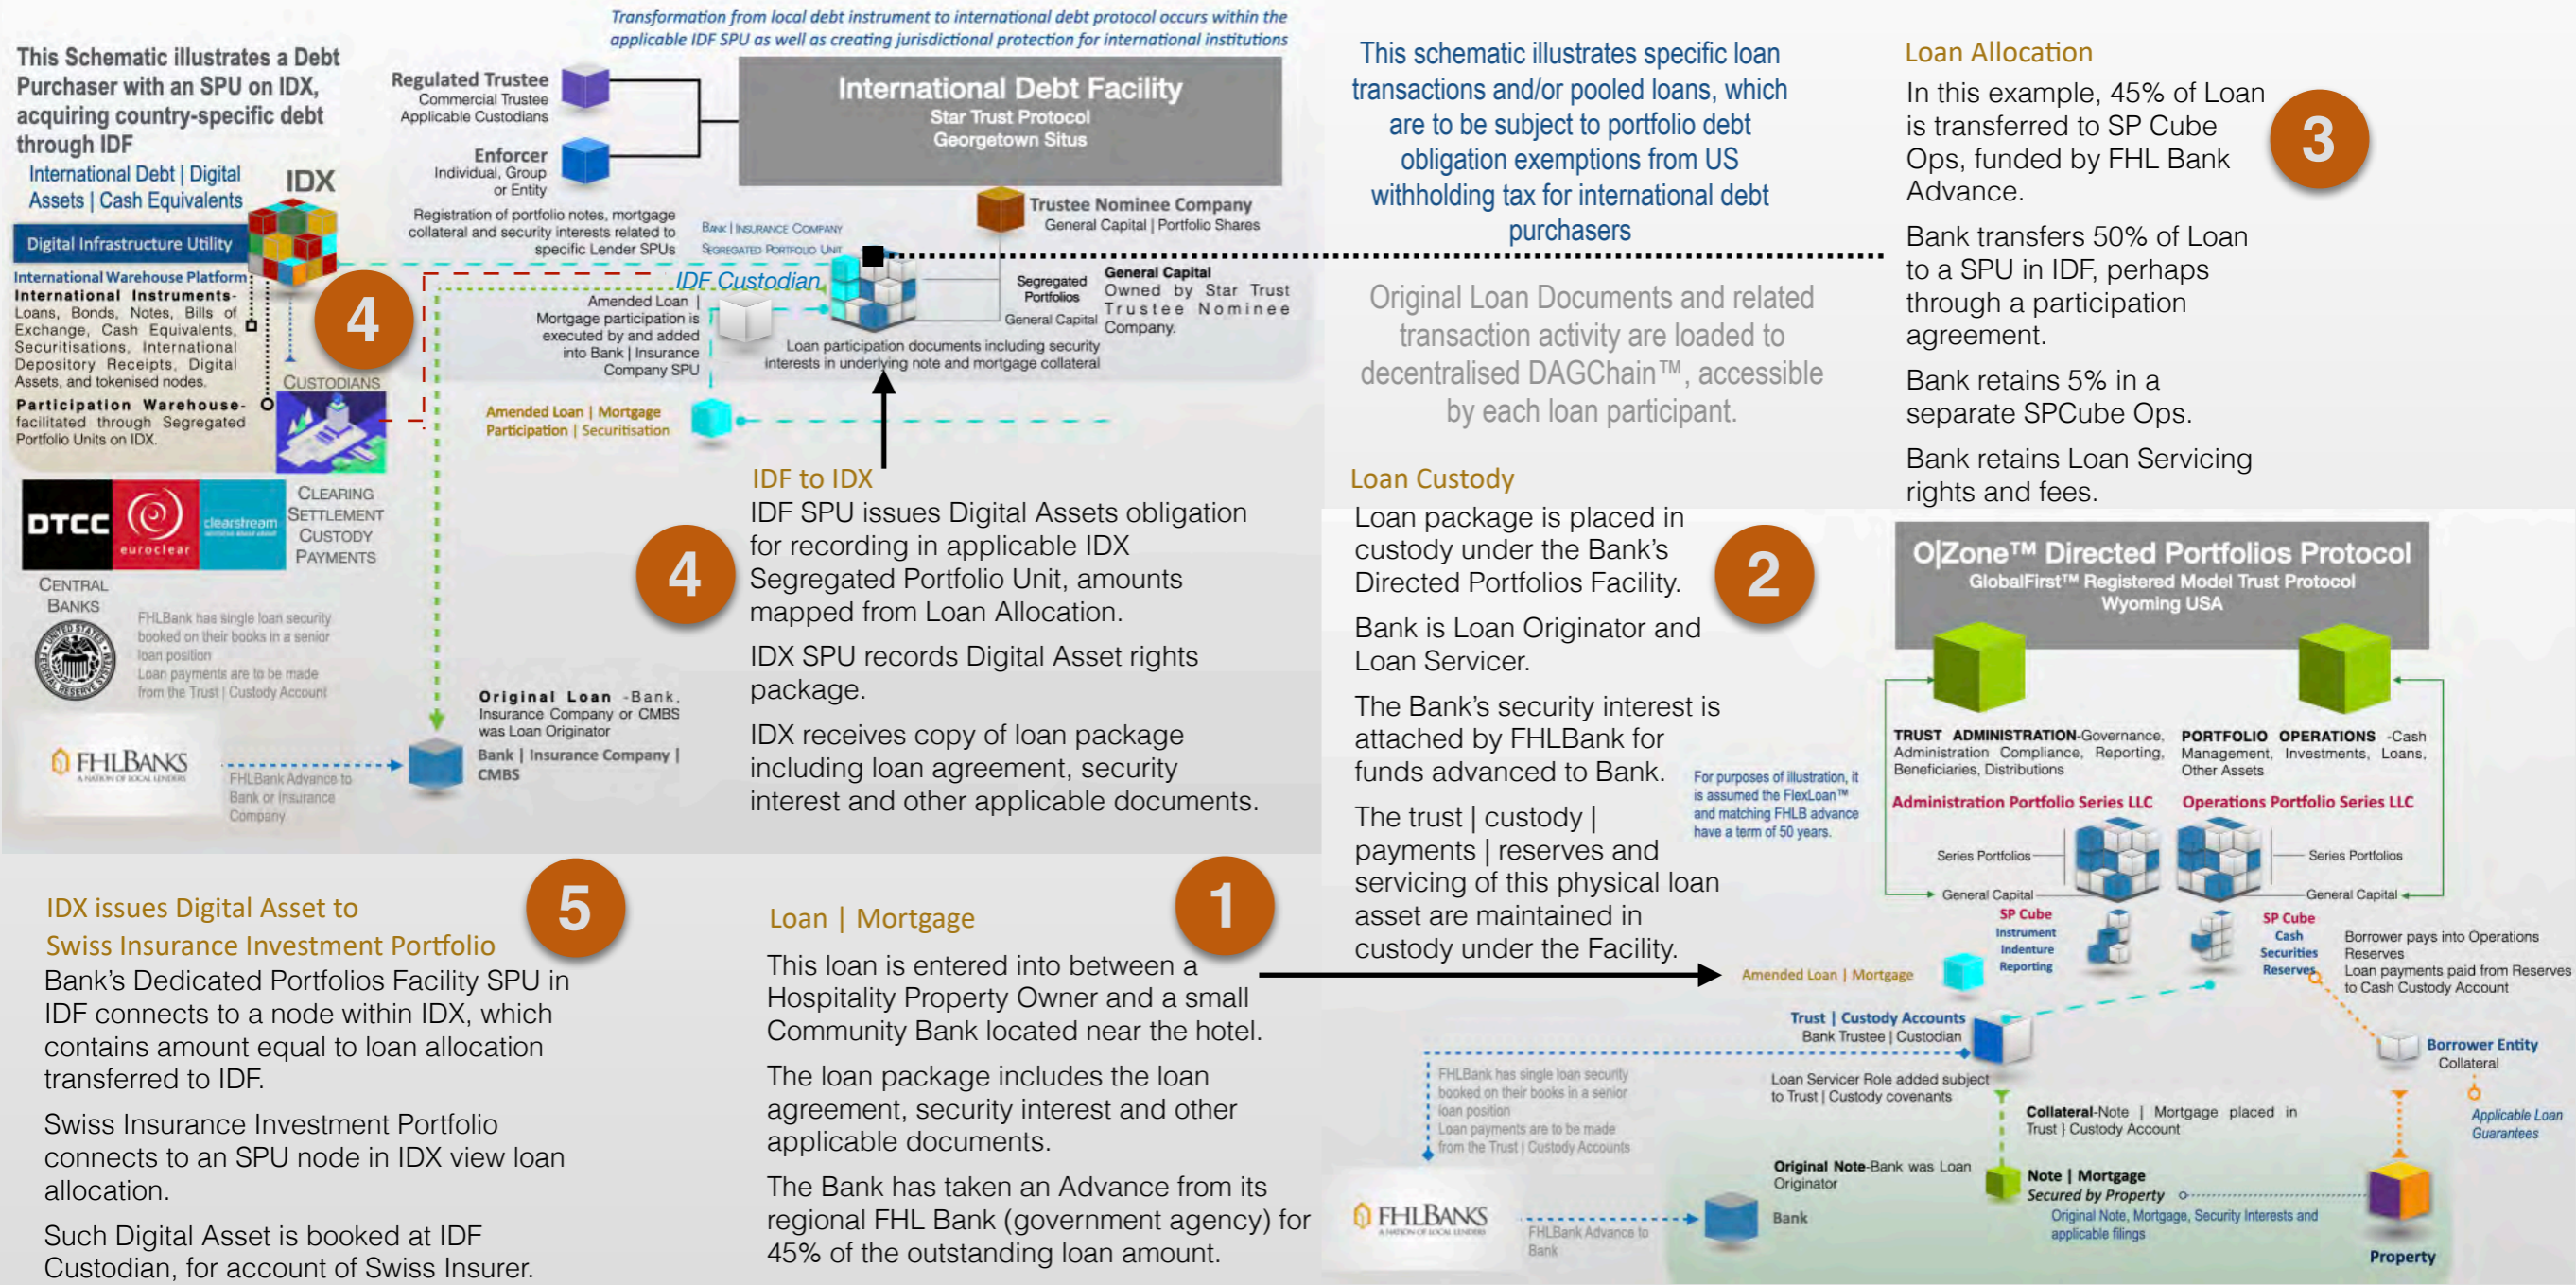 Transformation from local debt instrument to international debt protocol occurs within the
applicable IDF SPU as well as creating jurisdictional protection for international institutions
This Schematic illustrates a Debt
Purchaser with an SPU on IDX,
acquiring country-specific debt
through IDF
International Debt | Digital
Assets | Cash Equivalents
IDX
Digital Infrastructure Utility
International Warehouse Platform
International Instruments-
Loans, Bonds, Notes, Bills of
Exchange, Cash Equivalents,
Securitisations, International
Depository Receipts, Digital
Assets, and tokenised nodes.
Participation Warehouse-
facilitated through Segregated
Portfolio Units on IDX.
CUSTODIANS
4
Regulated Trustee
Commercial Trustee
Applicable Custodians
Enforcer
Individual, Group
or Entity
Registration of portfolio notes, mortgage
collateral and security interests related to
specific Lender SPUs
International Debt Facility
Star Trust Protocol
Georgetown Situs
Trustee Nominee Company
General Capital | Portfolio Shares
BANK | INSURANCE COMPANY
SEGREGATED PORTFOLIO UNIT
IDF Custodian
Amended Loan |
Mortgage participation is
executed by and added
into Bank | Insurance
Company SPU
Segregated
Portfolios
General Capital
General Capital
Owned by Star Trust
Trustee Nominee
Company.
Loan participation documents including security
interests in underlying note and mortgage collateral
Amended Loan | Mortgage
Participation | Securitisation
DTCC
euroclear
clearstream
CLEARING
SETTLEMENT
CUSTODY
PAYMENTS
CENTRAL
BANKS
FHLBank has single loan security
booked on their books in a senior
loan position
Loan payments are to be made
from the Trust | Custody Account
FHLBANKS
A NATION OF LOCAL LENDERS
FHLBank Advance to
Bank or Insurance
Company
Original Loan -Bank,
Insurance Company or CMBS
was Loan Originator
Bank | Insurance Company |
CMBS
IDF to IDX
4
IDF SPU issues Digital Assets obligation
for recording in applicable IDX
Segregated Portfolio Unit, amounts
mapped from Loan Allocation.
IDX SPU records Digital Asset rights
package.
IDX receives copy of loan package
including loan agreement, security
interest and other applicable documents.
IDX issues Digital Asset to
Swiss Insurance Investment Portfolio
5
Bank's Dedicated Portfolios Facility SPU in
IDF connects to a node within IDX, which
contains amount equal to loan allocation
transferred to IDF.
Swiss Insurance Investment Portfolio
connects to an SPU node in IDX view loan
allocation.
Such Digital Asset is booked at IDF
Custodian, for account of Swiss Insurer.
Loan | Mortgage
1
This loan is entered into between a
Hospitality Property Owner and a small
Community Bank located near the hotel.
The loan package includes the loan
agreement, security interest and other
applicable documents.
The Bank has taken an Advance from its
regional FHL Bank (government agency) for
45% of the outstanding loan amount.
This schematic illustrates specific loan
transactions and/or pooled loans, which
are to be subject to portfolio debt
obligation exemptions from US
withholding tax for international debt
purchasers
Original Loan Documents and related
transaction activity are loaded to
decentralised DAGChain™, accessible
by each loan participant.
Loan Allocation
3
In this example, 45% of Loan
is transferred to SP Cube
Ops, funded by FHL Bank
Advance.
Bank transfers 50% of Loan
to a SPU in IDF, perhaps
through a participation
agreement.
Bank retains 5% in a
separate SPCube Ops.
Bank retains Loan Servicing
rights and fees.
Loan Custody
2
Loan package is placed in
custody under the Bank's
Directed Portfolios Facility.
Bank is Loan Originator and
Loan Servicer.
The Bank's security interest is
attached by FHLBank for
funds advanced to Bank.
The trust | custody |
payments | reserves and
servicing of this physical loan
asset are maintained in
custody under the Facility.
For purposes of illustration, it
is assumed the FlexLoan™
and matching FHLB advance
have a term of 50 years.
O|Zone™ Directed Portfolios Protocol
GlobalFirst™ Registered Model Trust Protocol
Wyoming USA
TRUST ADMINISTRATION-Governance,
Administration Compliance, Reporting,
Beneficiaries, Distributions
PORTFOLIO OPERATIONS -Cash
Management, Investments, Loans,
Other Assets
Administration Portfolio Series LLC
Operations Portfolio Series LLC
Series Portfolios
Series Portfolios
General Capital
General Capital
SP Cube
Instrument
Indenture
Reporting
SP Cube
Cash
Securities
Reserves
Borrower pays into Operations
Reserves
Loan payments paid from Reserves
to Cash Custody Account
Amended Loan | Mortgage
Trust | Custody Accounts
Bank Trustee | Custodian
Loan Servicer Role added subject
to Trust | Custody covenants
Borrower Entity
Collateral
Applicable Loan
Guarantees
FHLBank has single loan security
booked on their books in a senior
loan position
Loan payments are to be made
from the Trust | Custody Accounts
Collateral-Note | Mortgage placed in
Trust | Custody Account
Original Note-Bank was Loan
Originator
Note | Mortgage
Secured by Property
Original Note, Mortgage, Security Interests and
applicable filings
FHLBANKS
A NATION OF LOCAL LENDERS
FHLBank Advance to
Bank
Bank
Property